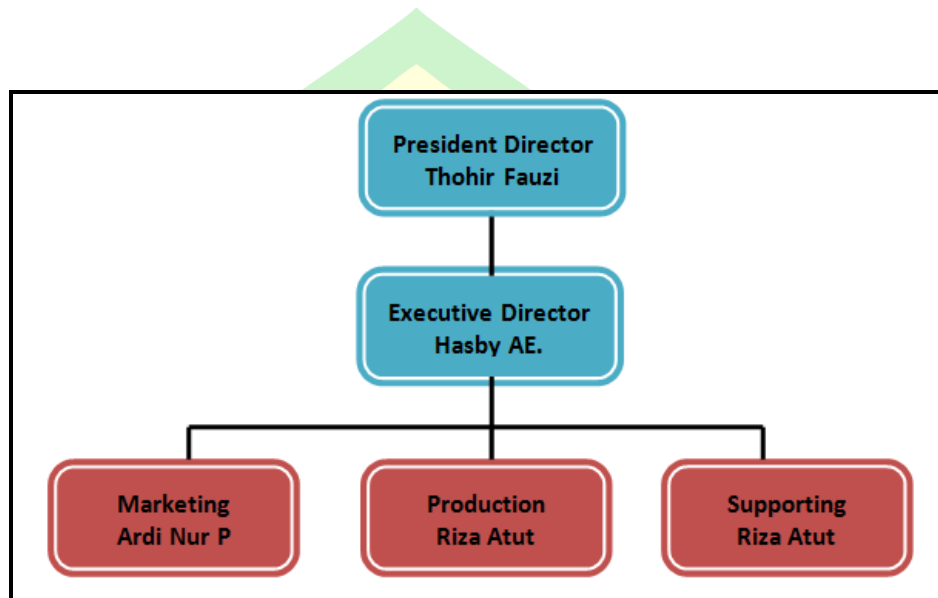 President Director
Thohir Fauzi
Executive Director
Hasby AE.
Marketing
Ardi Nur P
Production
Riza Atut
Supporting
Riza Atut